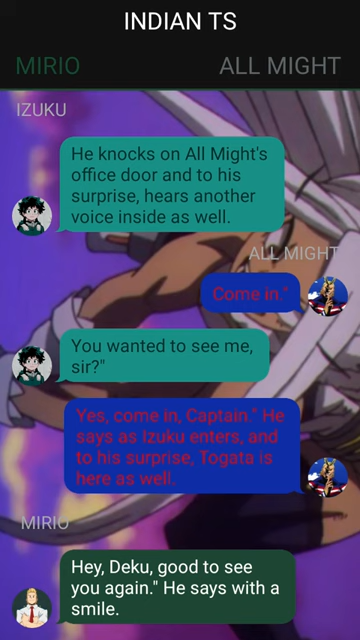 INDIAN TS
MIRIO
ALL MIGHT
IZUKU
He knocks on All Might's
office door and to his
surprise, hears another
voice inside as well.
ALL MIGHT
Come in."
You wanted to see me,
sir?"
Yes, come in, Captain." He
says as Izuku enters, and
to his surprise, Togata is
here as well.
MIRIO
Hey, Deku, good to see
you again." He says with a
smile.